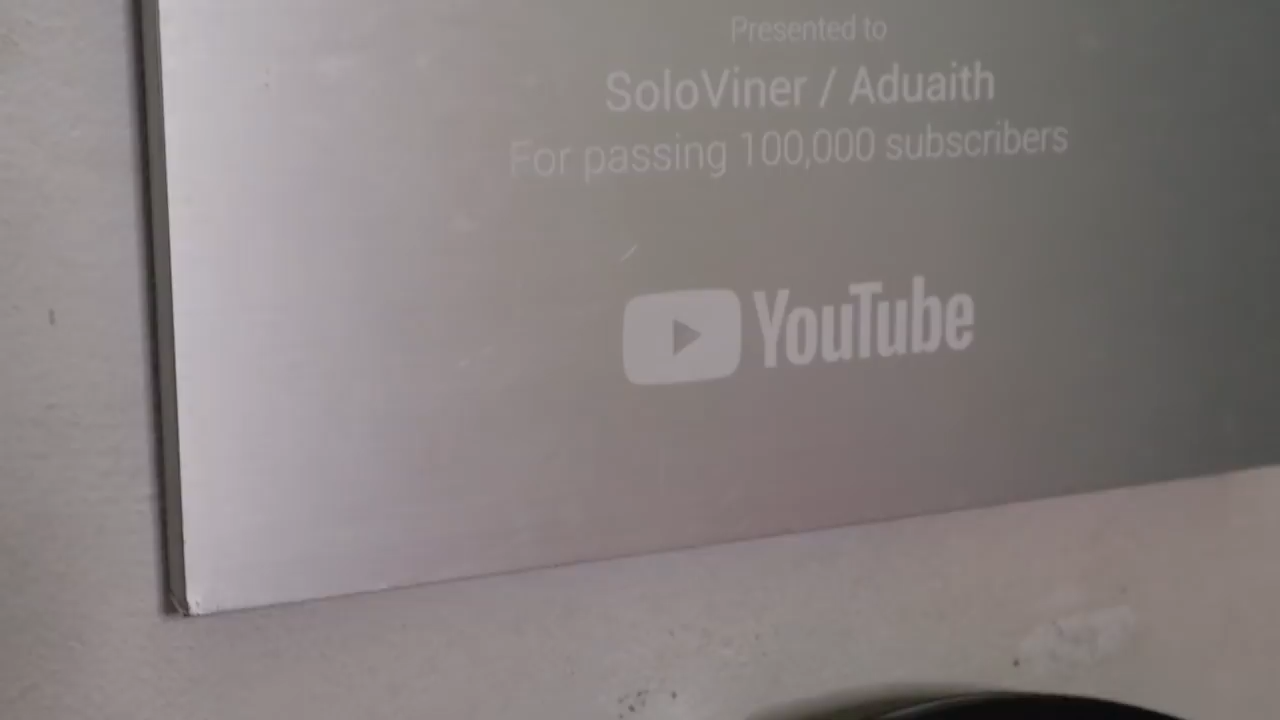 Presented to
SoloViner / Aduaith
For passing 100,000 subscribers
YouTube